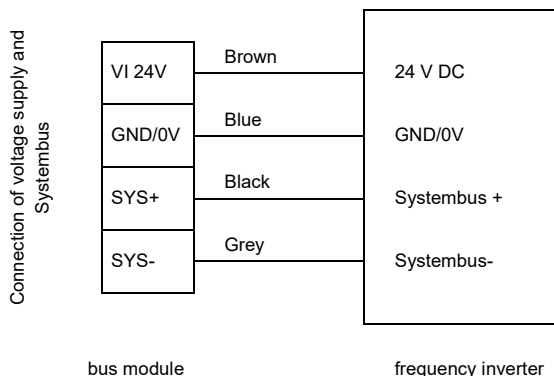 Connection of voltage supply and
Systembus
VI 24V
Brown
24 V DC
GND/0V
Blue
GND/0V
SYS+
Black
Systembus +
SYS-
Grey
Systembus-
bus module
frequency inverter